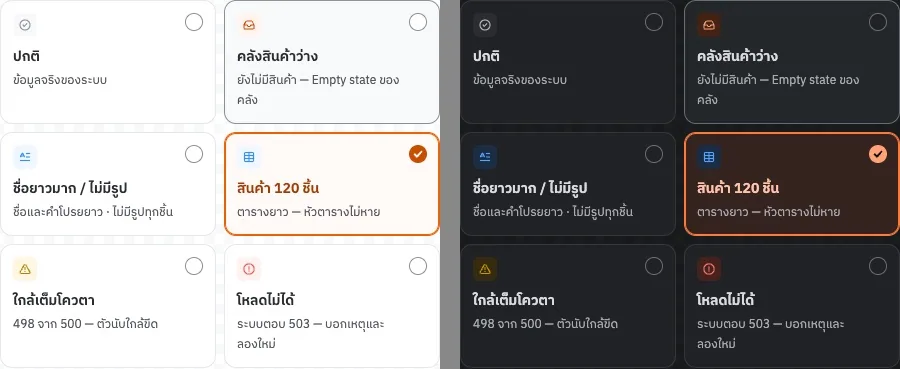 ปกติ
ข้อมูลจริงของระบบ
คลังสินค้าว่าง
ยังไม่มีสินค้า — Empty state ของ
คลัง
ชื่อยาวมาก / ไม่มีรูป
ชื่อและคำโปรยยาว · ไม่มีรูปทุกชิ้น
สินค้า 120 ชิ้น
ตารางยาว — หัวตารางไม่หาย
ใกล้เต็มโควตา
498 จาก 500 — ตัวนับใกล้ขีด
โหลดไม่ได้
ระบบตอบ 503 — บอกเหตุและ
ลองใหม่
ปกติ
ข้อมูลจริงของระบบ
คลังสินค้าว่าง
ยังไม่มีสินค้า — Empty state ของ
คลัง
ชื่อยาวมาก / ไม่มีรูป
ชื่อและคำโปรยยาว · ไม่มีรูปทุกชิ้น
สินค้า 120 ชิ้น
ตารางยาว — หัวตารางไม่หาย
ใกล้เต็มโควตา
498 จาก 500 — ตัวนับใกล้ขีด
โหลดไม่ได้
ระบบตอบ 503 — บอกเหตุและ
ลองใหม่